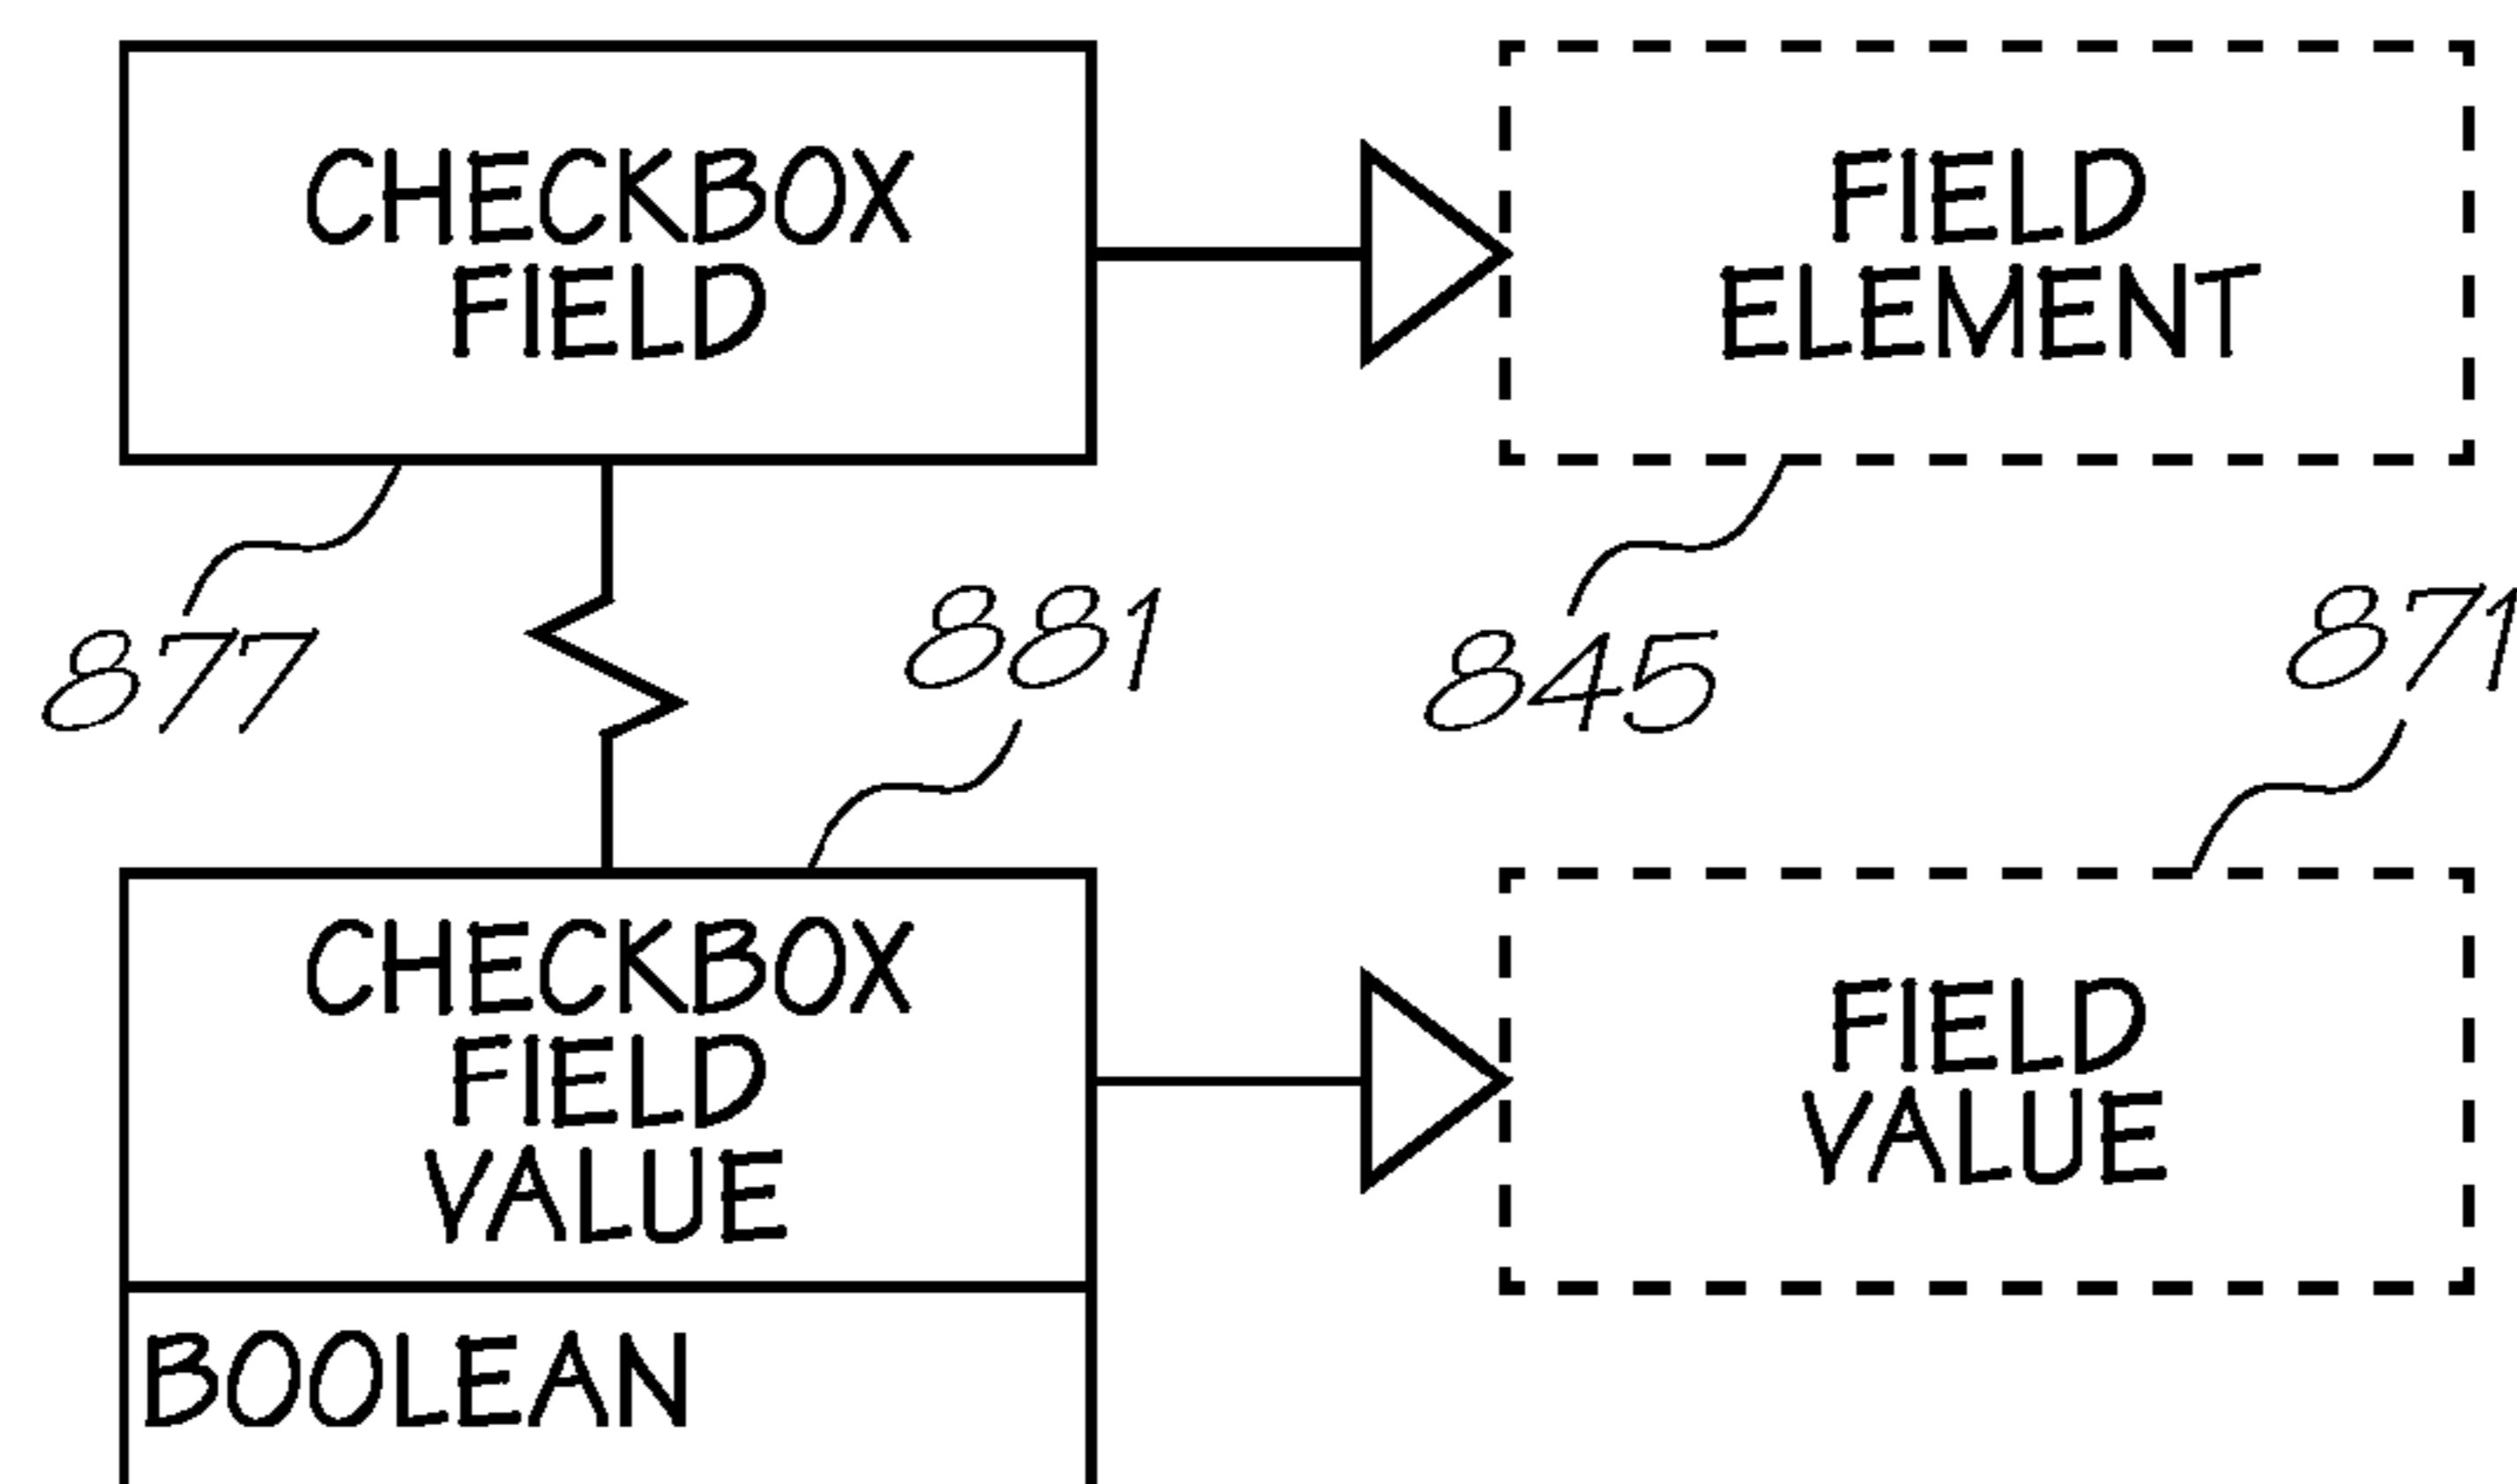 CHECKBOX
FIELD
FIELD
ELEMENT
877
881
845
871
CHECKBOX
FIELD
VALUE
FIELD
VALUE
BOOLEAN